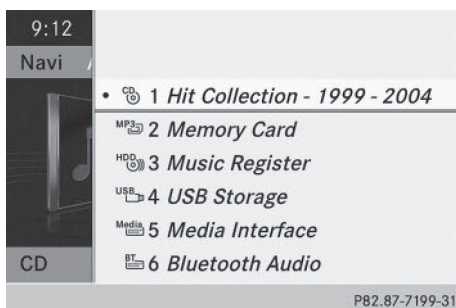 9:12
Navi
• CD 1 Hit Collection - 1999 - 2004
MP3 2 Memory Card
HDD 3 Music Register
USB 4 USB Storage
Media 5 Media Interface
BT 6 Bluetooth Audio
CD
P82.87-7199-31